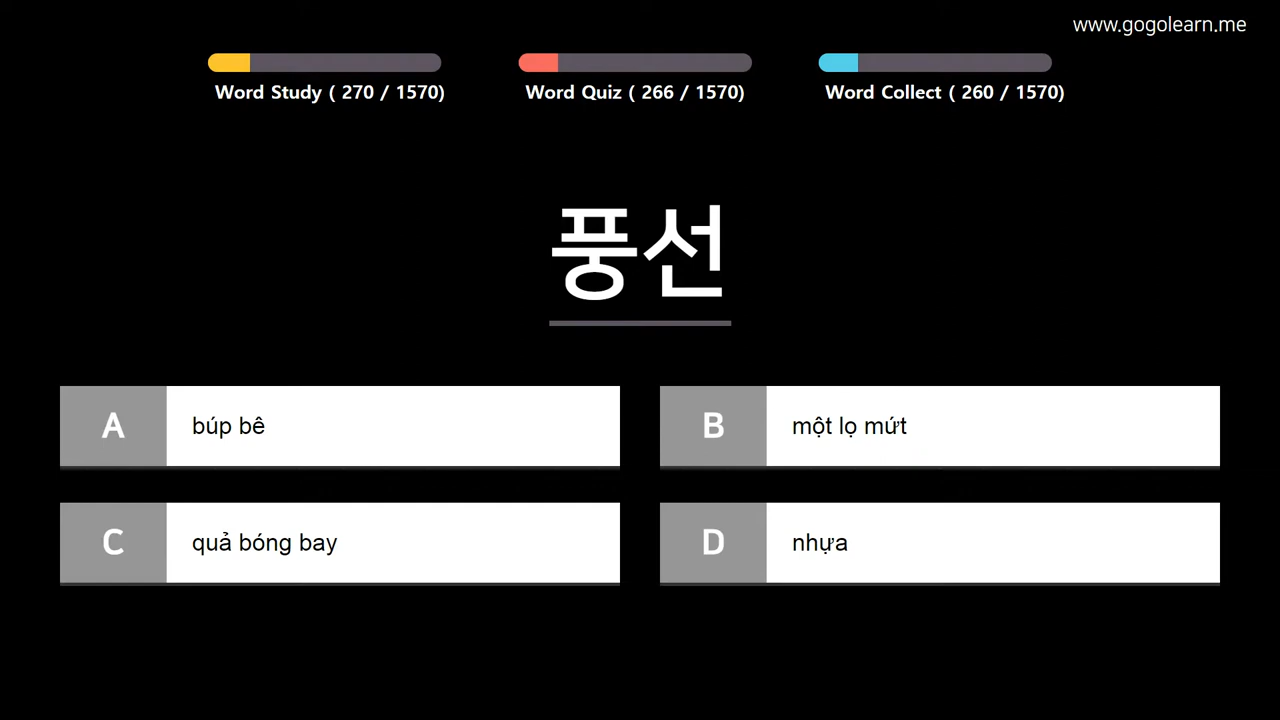 www.gogolearn.me
Word Study ( 270 / 1570)
Word Quiz ( 266 / 1570)
Word Collect ( 260 / 1570)
풍선
A búp bê
B một lọ mứt
C quả bóng bay
D nhựa